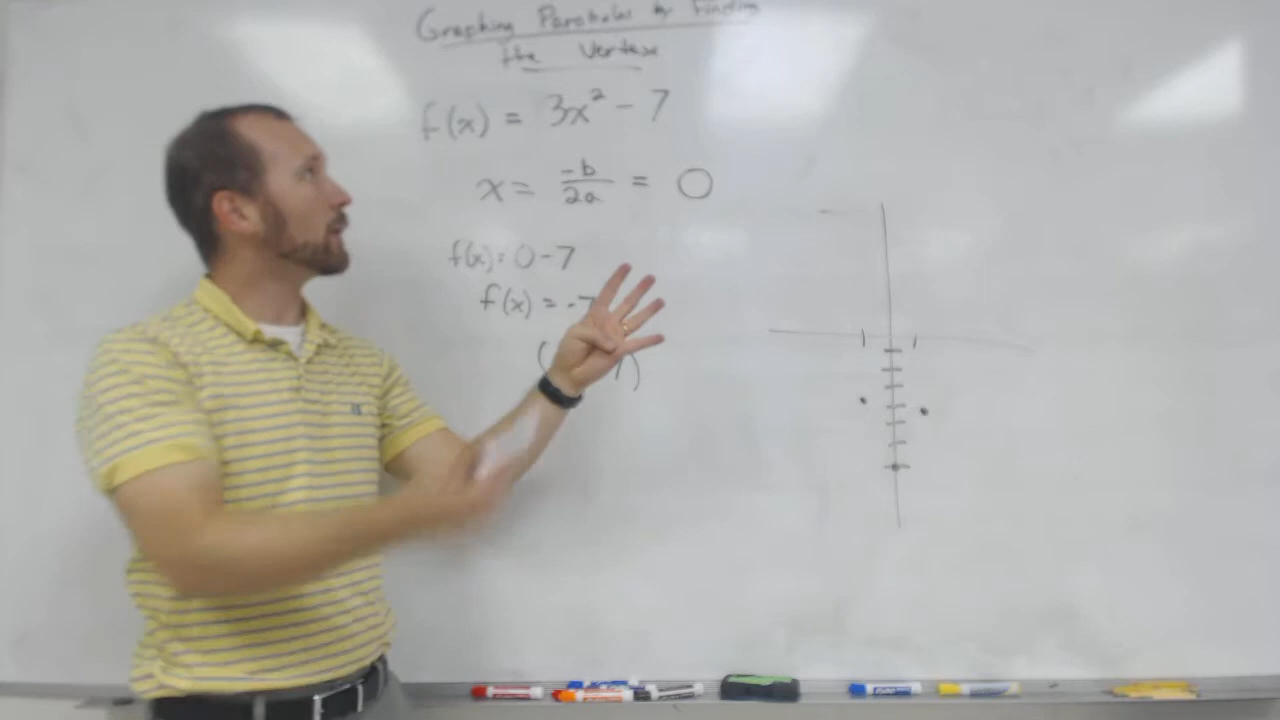 Graphing Parabolas by Finding
the Vertex
f(x) = 3x² - 7
x = -b/2a = 0
f(x) = 0 - 7
f(x) = -7